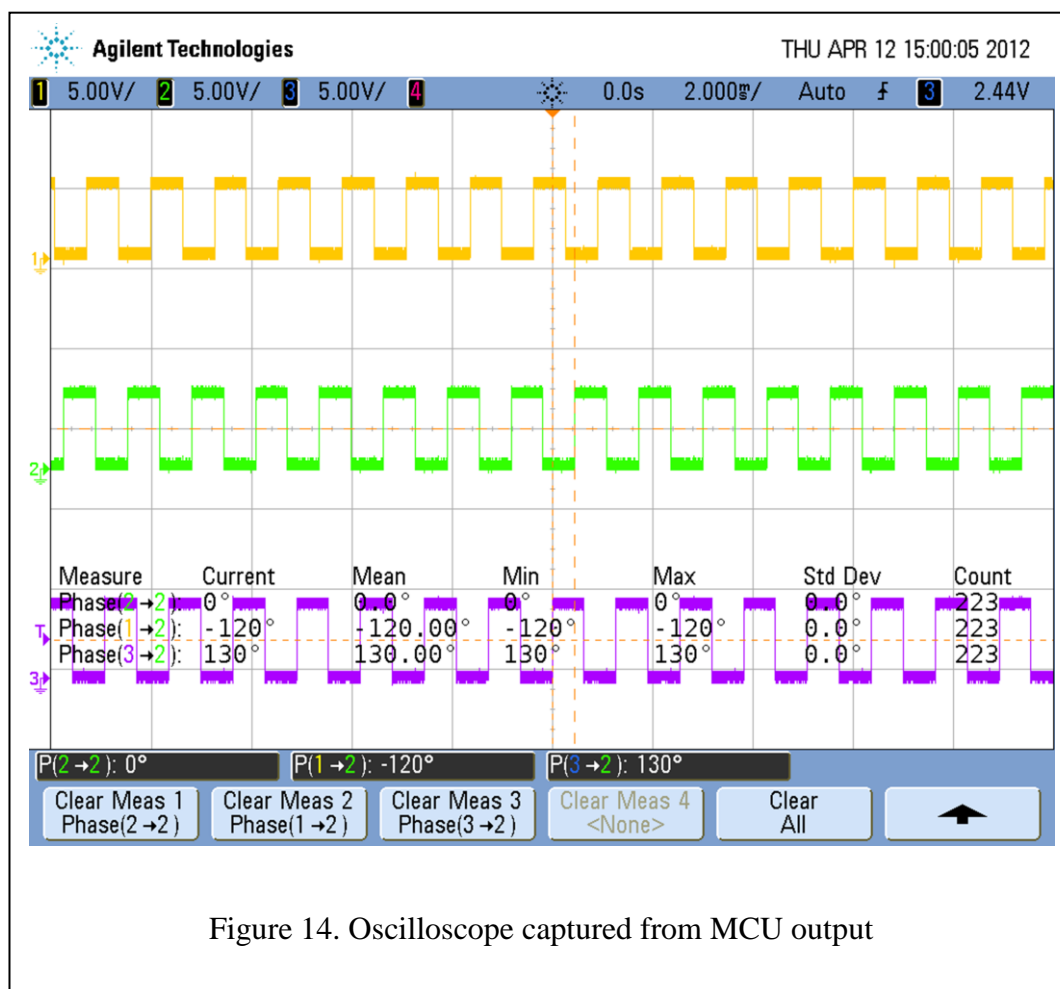 Agilent Technologies THU APR 12 15:00:05 2012
1 5.00V/ 2 5.00V/ 3 5.00V/ 4 0.0s 2.000ms/ Auto 3 2.44V
1
2
Measure Current Mean Min Max Std Dev Count
Phase(2→2): 0° 0.0° 0° 0° 0.0° 223
T Phase(1→2): -120° -120.00° -120° -120° 0.0° 223
Phase(3→2): 130° 130.00° 130° 130° 0.0° 223
3
P(2→2): 0° P(1→2): -120° P(3→2): 130°
Clear Meas 1 Clear Meas 2 Clear Meas 3 Clear Meas 4 Clear
Phase(2→2) Phase(1→2) Phase(3→2) <None> All
Figure 14. Oscilloscope captured from MCU output